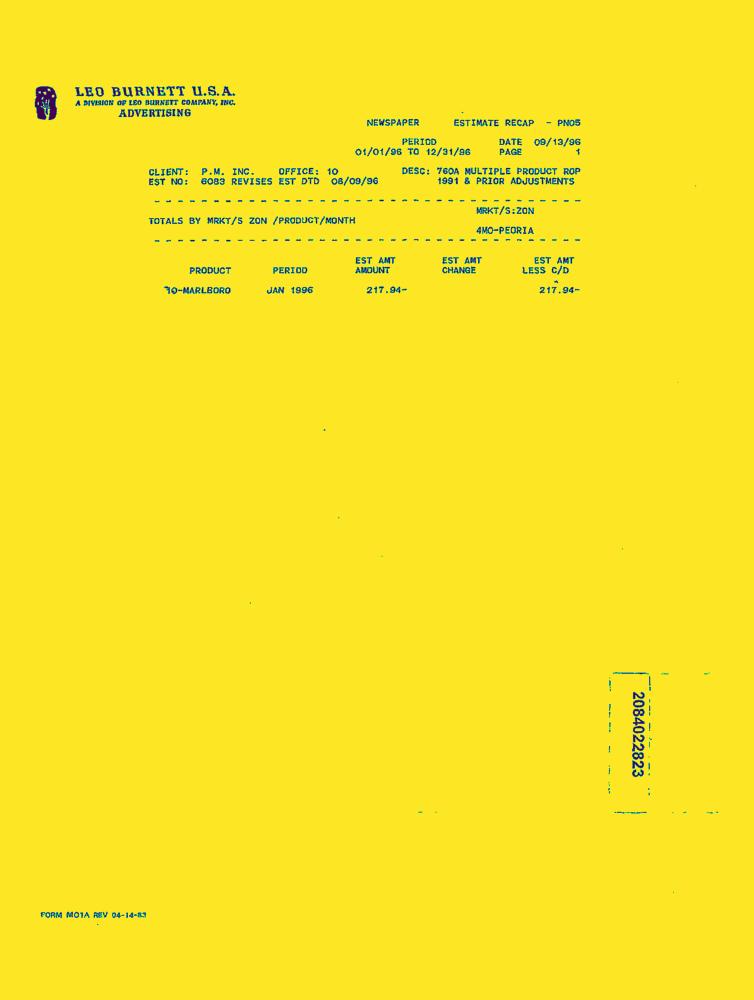 LEO BURNETT U.S.A.
A DIVISION OF LEO BURNETT COMPANY, INC.
ADVERTISING
NEWSPAPER ESTIMATE RECAP - PN05
PERIOD DATE 09/13/96
01/01/96 TO 12/31/96 PAGE 1
CLIENT: P.M. INC. OFFICE: 10 DESC: 760A MULTIPLE PRODUCT ROP
EST NO: 6083 REVISES EST DTD 08/09/96 1991 & PRIOR ADJUSTMENTS
MRKT/S:ZON
TOTALS BY MRKT/S ZON /PRODUCT/MONTH
4MO-PEORIA
EST AMT EST AMT EST AMT
PRODUCT PERIOD AMOUNT CHANGE LESS C/D
10-MARLBORO JAN 1996 217.94- 217.94-
2084022823
FORM M01A REV 04-14-83